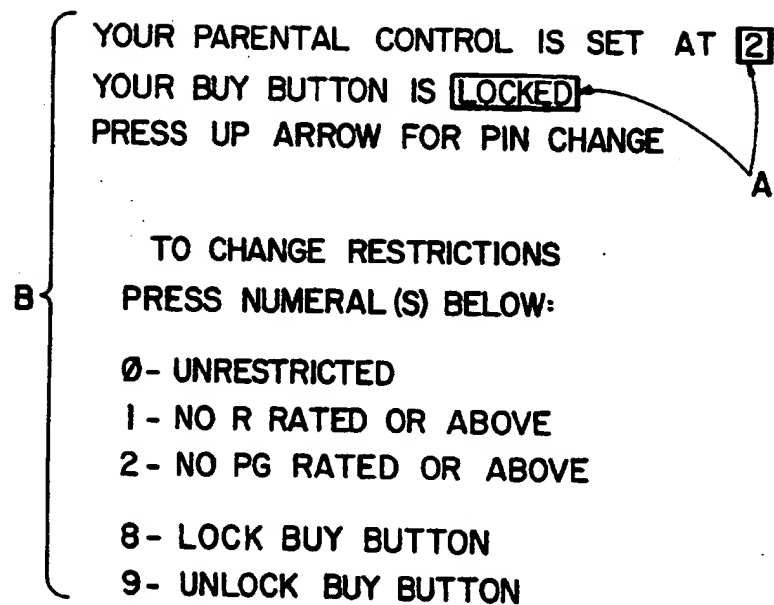 YOUR PARENTAL CONTROL IS SET AT 2
YOUR BUY BUTTON IS LOCKED
PRESS UP ARROW FOR PIN CHANGE
A
TO CHANGE RESTRICTIONS
B
PRESS NUMERAL(S) BELOW:
Ø- UNRESTRICTED
1- NO R RATED OR ABOVE
2- NO PG RATED OR ABOVE
8- LOCK BUY BUTTON
9- UNLOCK BUY BUTTON